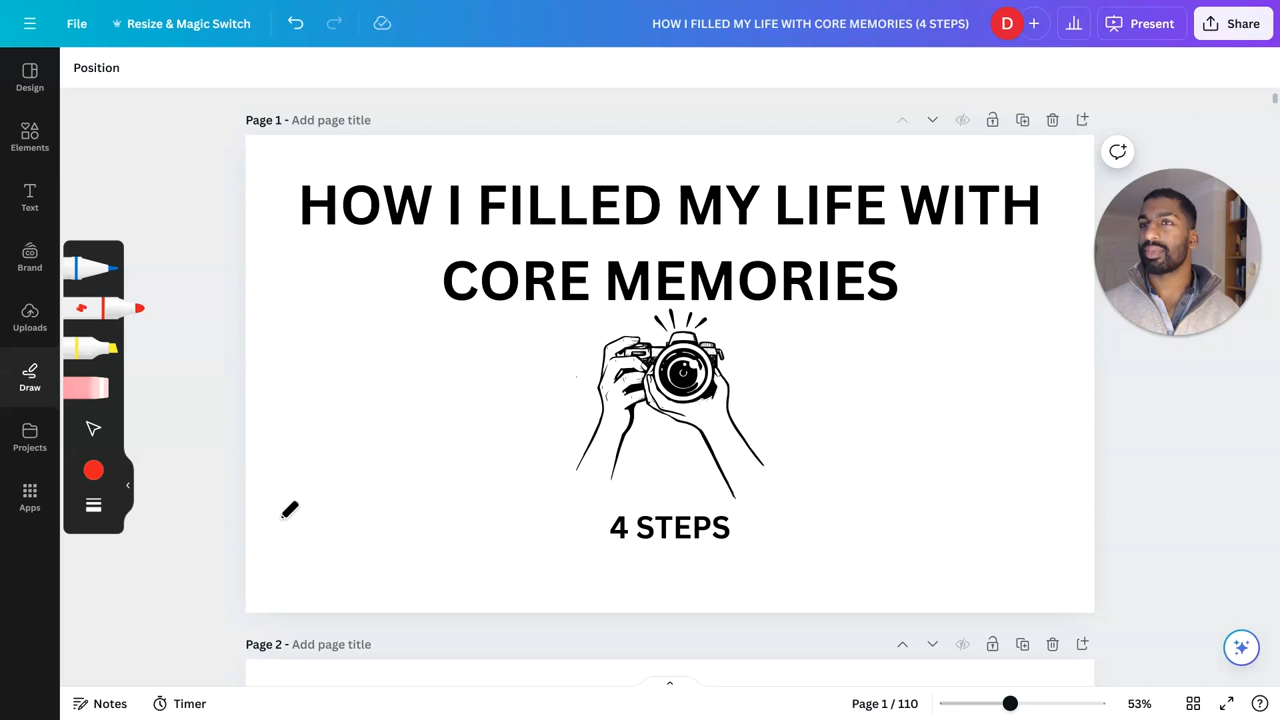 File
Resize & Magic Switch
HOW I FILLED MY LIFE WITH CORE MEMORIES (4 STEPS)
D
Present
Share
Position
Design
Elements
Text
Brand
Uploads
Draw
Projects
Apps
Page 1 - Add page title
HOW I FILLED MY LIFE WITH
CORE MEMORIES
4 STEPS
Page 2 - Add page title
Notes
Timer
Page 1 / 110
53%